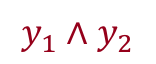 y₁ ∧ y₂